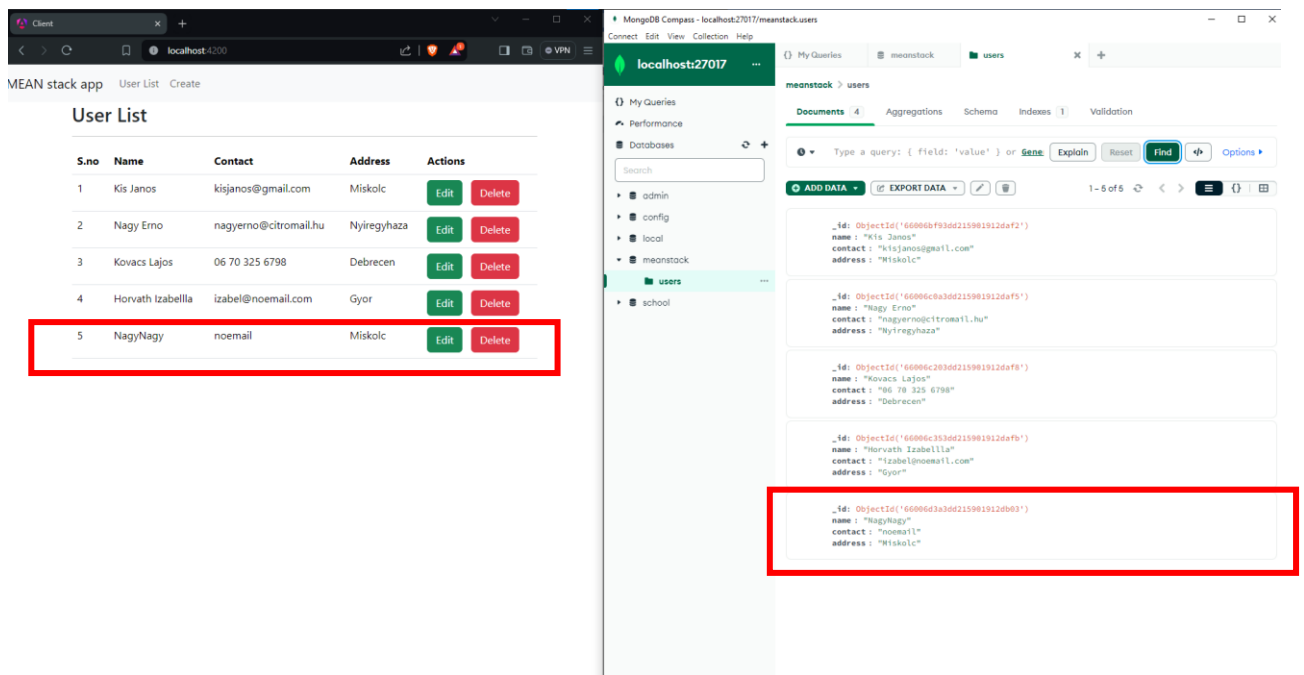 Client
localhost:4200
VPN
MEAN stack app User List Create
User List
S.no Name Contact Address Actions
1 Kis Janos kisjanos@gmail.com Miskolc Edit Delete
2 Nagy Erno nagyerno@citromail.hu Nyiregyhaza Edit Delete
3 Kovacs Lajos 06 70 325 6798 Debrecen Edit Delete
4 Horvath Izabellla izabel@noemail.com Gyor Edit Delete
5 NagyNagy noemail Miskolc Edit Delete
MongoDB Compass - localhost:27017/meanstack.users
Connect Edit View Collection Help
localhost:27017
My Queries
Performance
Databases
Search
admin
config
local
meanstack
users
school
My Queries meanstack users
meanstack > users
Documents 4 Aggregations Schema Indexes 1 Validation
Type a query: { field: 'value' } or Gene Explain Reset Find </> Options
ADD DATA EXPORT DATA 1 – 5 of 5
_id: ObjectId('66006bf93dd215901912daf2')
name : "Kis Janos"
contact : "kisjanos@gmail.com"
address : "Miskolc"
_id: ObjectId('66006c0a3dd215901912daf5')
name : "Nagy Erno"
contact : "nagyerno@citromail.hu"
address : "Nyiregyhaza"
_id: ObjectId('66006c203dd215901912daf8')
name : "Kovacs Lajos"
contact : "06 70 325 6798"
address : "Debrecen"
_id: ObjectId('66006c353dd215901912dafb')
name : "Horvath Izabellla"
contact : "izabel@noemail.com"
address : "Gyor"
_id: ObjectId('66006d3a3dd215901912db03')
name : "NagyNagy"
contact : "noemail"
address : "Miskolc"